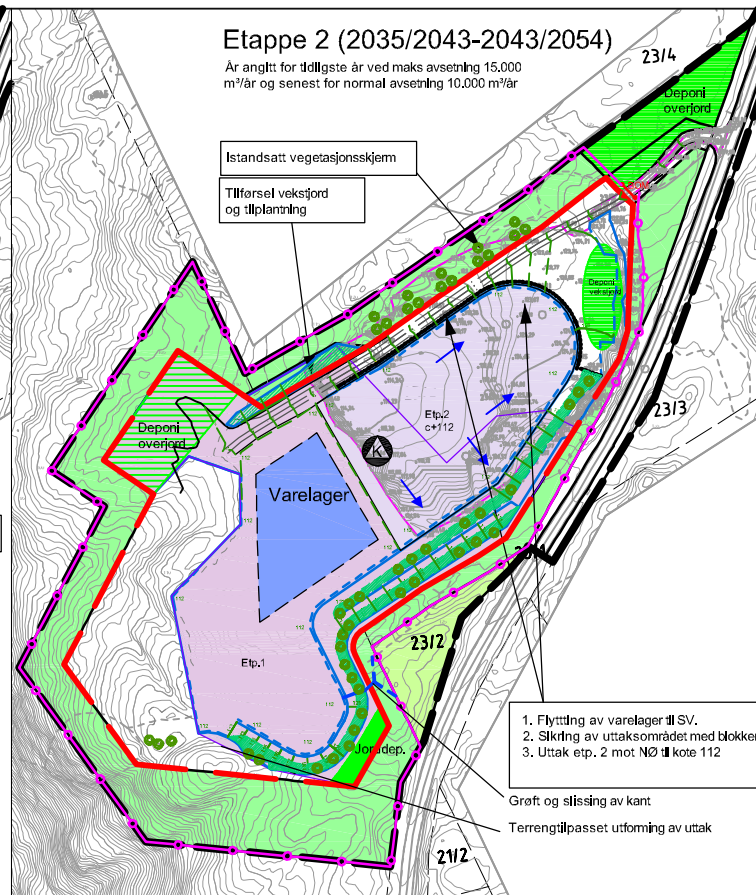 Etappe 2 (2035/2043-2043/2054)
År angitt for tidligste år ved maks avsetning 15.000
m³/år og senest for normal avsetning 10.000 m³/år
23/4
Deponi
overjord
Istandsatt vegetasjonsskjerm
Tilførsel vekstjord
og tilplantning
Deponi
vekstjord
23/3
Etp.2
c+112
K
Deponi
overjord
Varelager
Etp.1
23/2
Jorddep.
1. Flyttting av varelager til SV.
2. Sikring av uttaksområdet med blokker
3. Uttak etp. 2 mot NØ til kote 112
Grøft og slissing av kant
Terrengtilpasset utforming av uttak
21/2